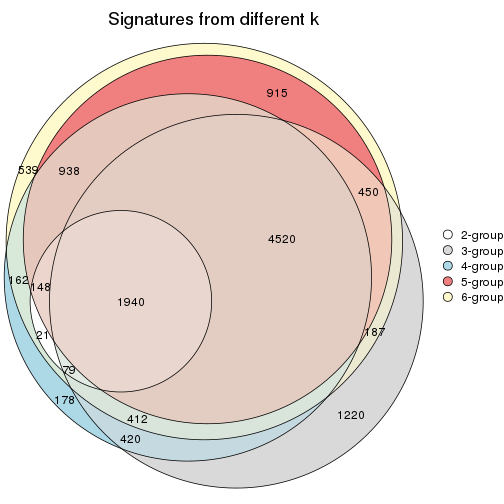 Signatures from different k
915
539
938
450
4520
162
148
1940
21
187
79
178
412
420
1220
2-group
3-group
4-group
5-group
6-group